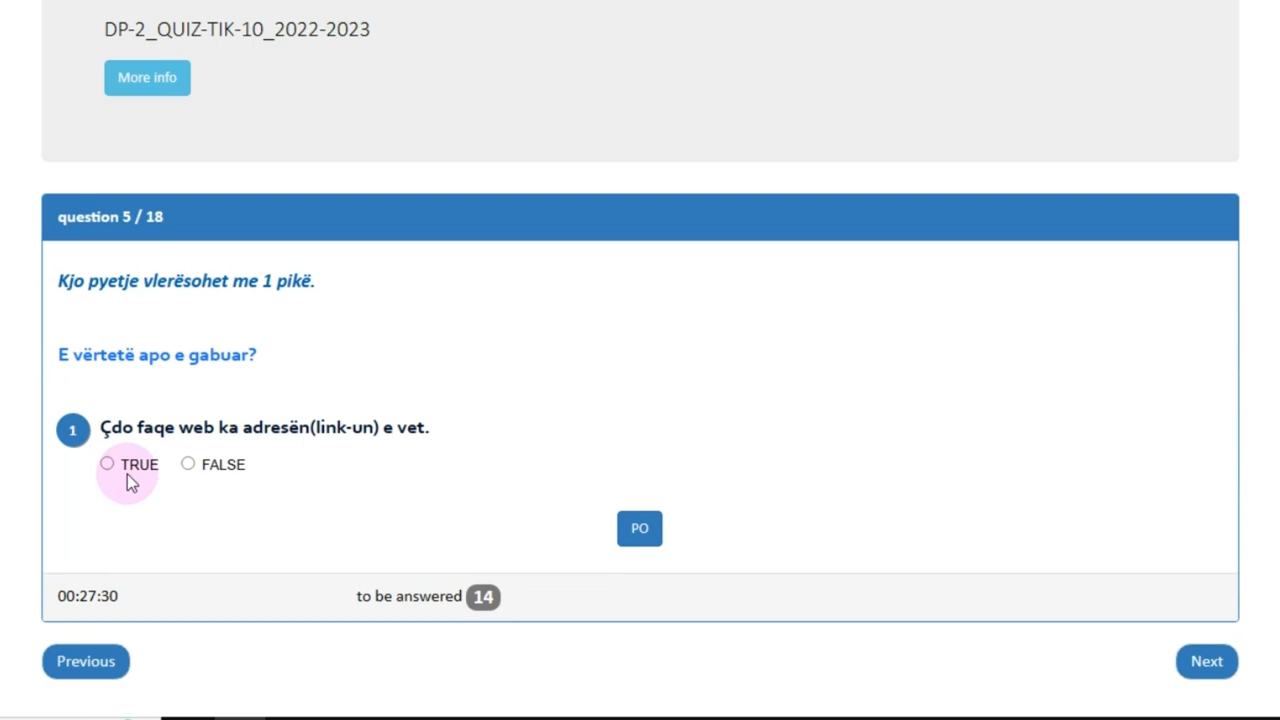 DP-2_QUIZ-TIK-10_2022-2023
More info
question 5 / 18
Kjo pyetje vlerësohet me 1 pikë.
E vërtetë apo e gabuar?
1 Çdo faqe web ka adresën(link-un) e vet.
TRUE FALSE
PO
00:27:30 to be answered 14
Previous Next